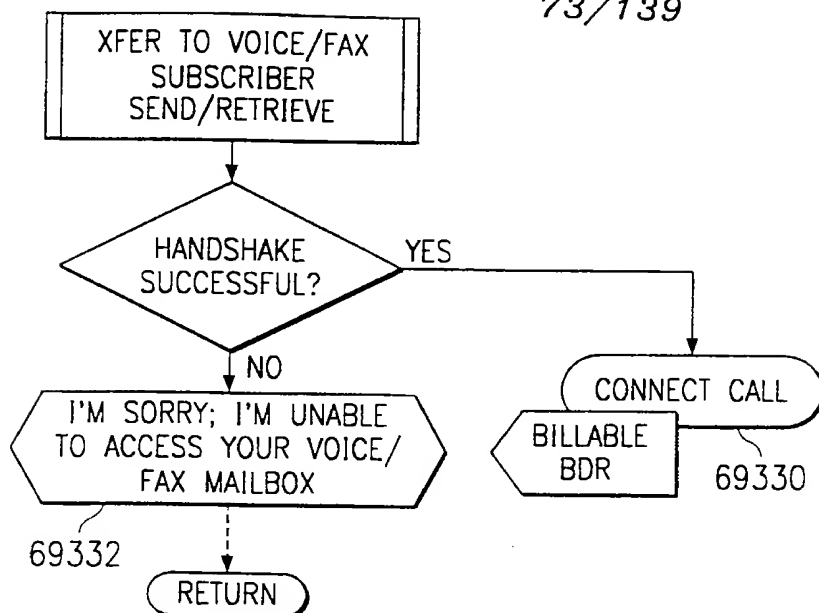 73/139
XFER TO VOICE/FAX
SUBSCRIBER
SEND/RETRIEVE
HANDSHAKE
SUCCESSFUL?
YES
NO
I'M SORRY; I'M UNABLE
TO ACCESS YOUR VOICE/
FAX MAILBOX
69332
RETURN
CONNECT CALL
BILLABLE
BDR
69330